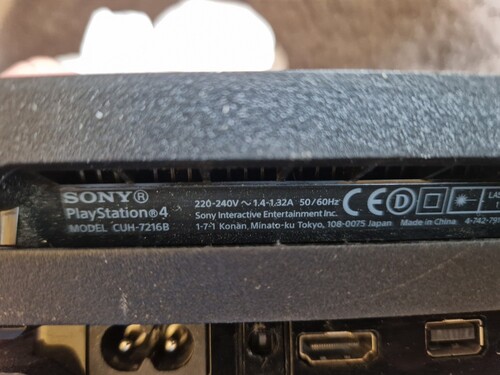 SONY®
PlayStation®4
MODEL CUH-7216B
220-240V ~ 1.4-1.32A 50/60Hz
Sony Interactive Entertainment Inc.
1-7-1 Konan, Minato-ku Tokyo, 108-0075 Japan
CE D
Made in China